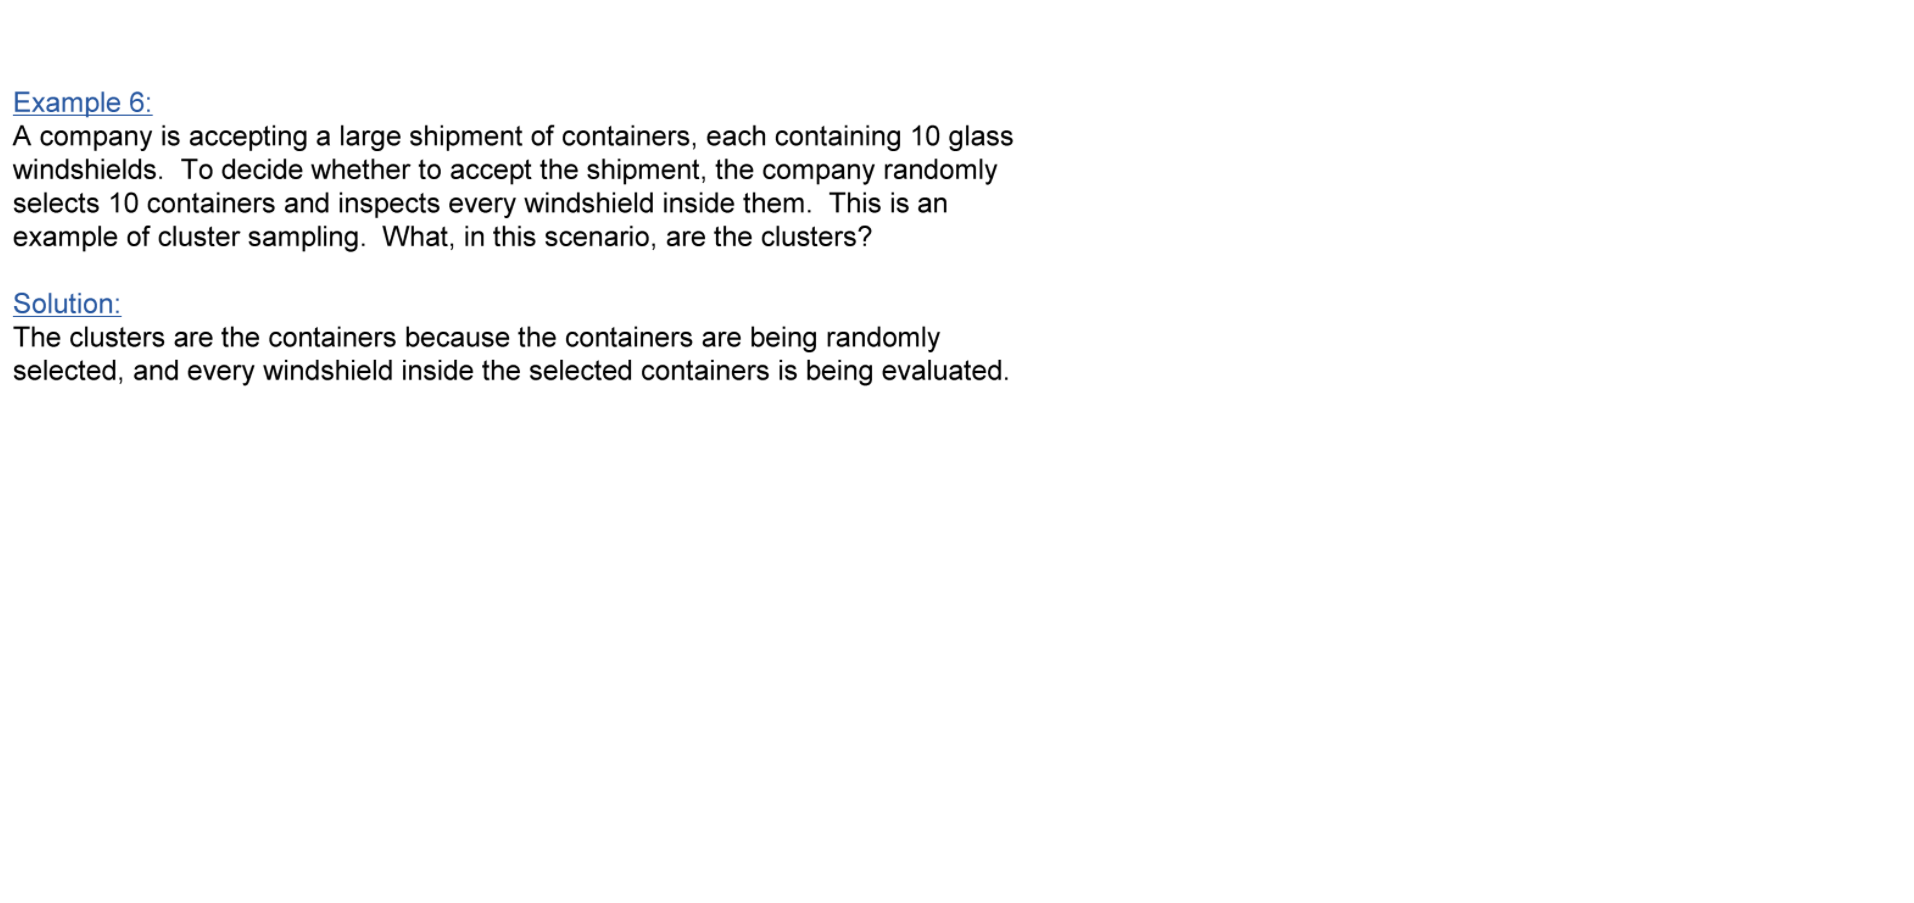 Example 6:
A company is accepting a large shipment of containers, each containing 10 glass
windshields.  To decide whether to accept the shipment, the company randomly
selects 10 containers and inspects every windshield inside them.  This is an
example of cluster sampling.  What, in this scenario, are the clusters?
Solution:
The clusters are the containers because the containers are being randomly
selected, and every windshield inside the selected containers is being evaluated.